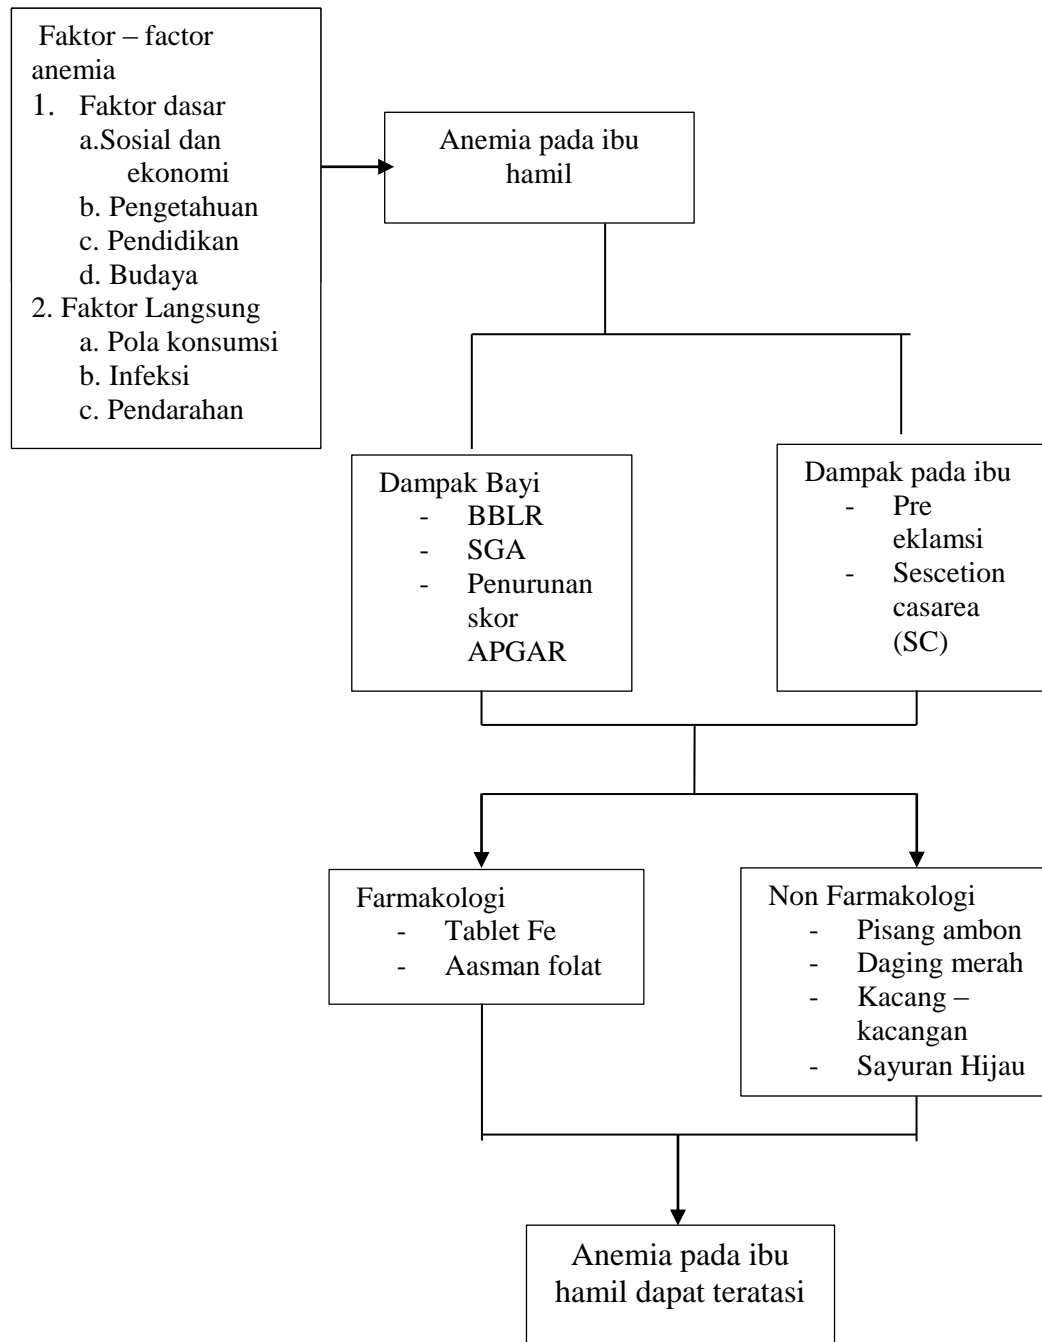 Faktor – factor
anemia
1. Faktor dasar
a.Sosial dan
ekonomi
b. Pengetahuan
c. Pendidikan
d. Budaya
2. Faktor Langsung
a. Pola konsumsi
b. Infeksi
c. Pendarahan
Anemia pada ibu
hamil
Dampak Bayi
- BBLR
- SGA
- Penurunan
skor
APGAR
Dampak pada ibu
- Pre
eklamsi
- Sescetion
casarea
(SC)
Farmakologi
- Tablet Fe
- Aasman folat
Non Farmakologi
- Pisang ambon
- Daging merah
- Kacang –
kacangan
- Sayuran Hijau
Anemia pada ibu
hamil dapat teratasi